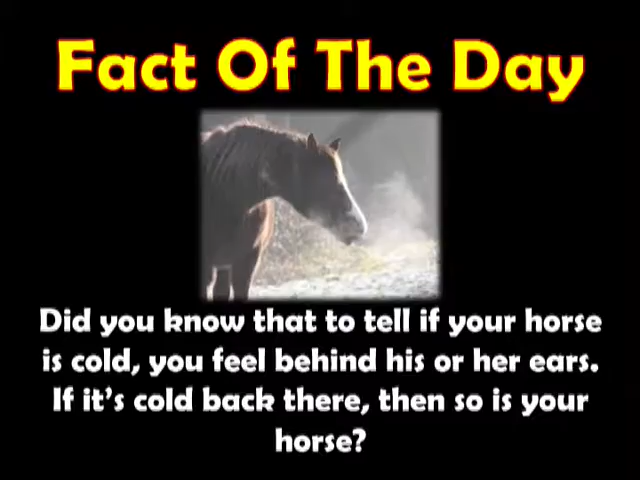 Fact Of The Day
Did you know that to tell if your horse
is cold, you feel behind his or her ears.
If it's cold back there, then so is your
horse?